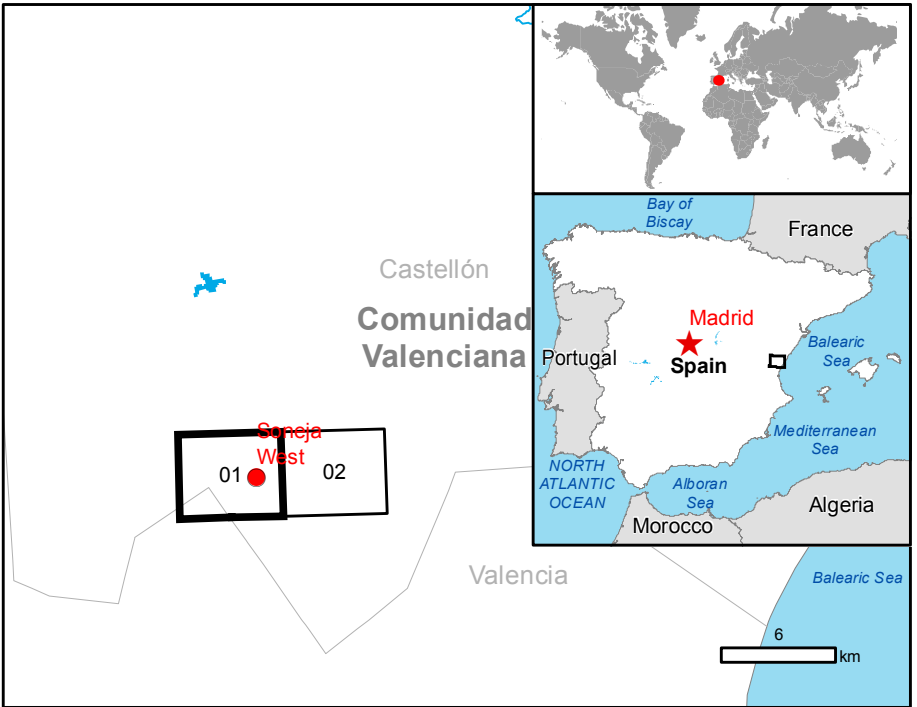 Castellón
Comunidad
Valenciana
Soneja
West
01
02
Valencia
Bay of
Biscay
France
Madrid
Portugal
Spain
Balearic
Sea
Mediterranean
Sea
NORTH
ATLANTIC
OCEAN
Alboran
Sea
Algeria
Morocco
Balearic Sea
6
km